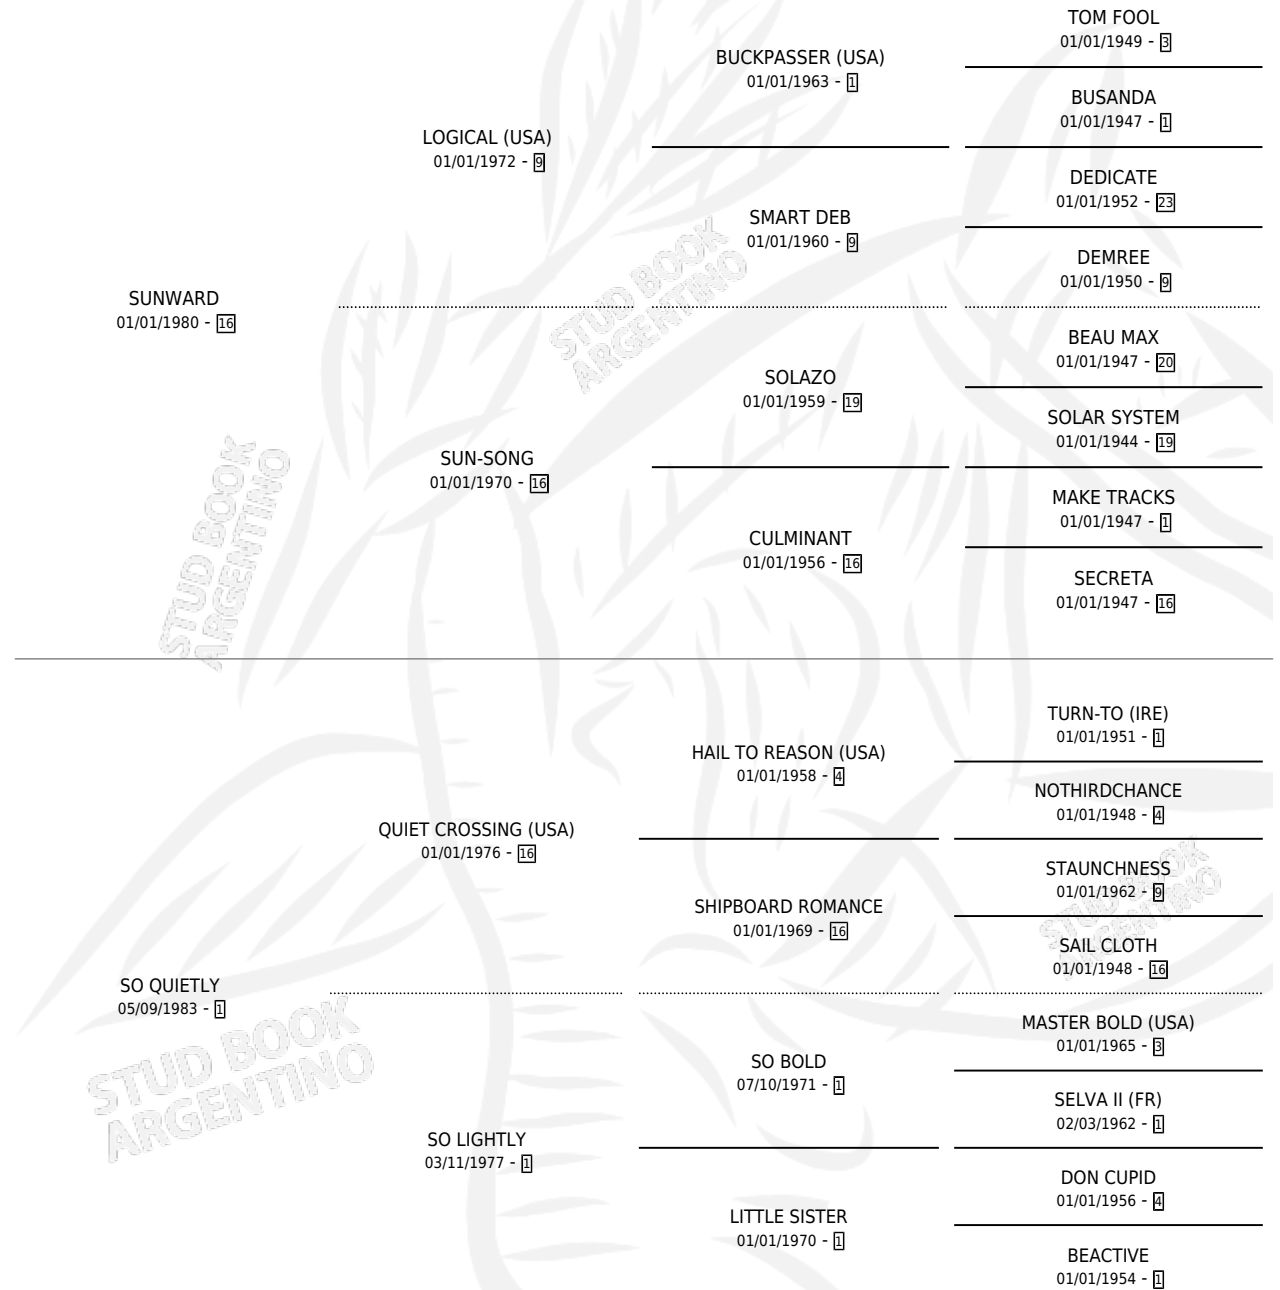 TOM FOOL
01/01/1949 - 3
BUCKPASSER (USA)
01/01/1963 - 1
BUSANDA
01/01/1947 - 1
LOGICAL (USA)
01/01/1972 - 9
DEDICATE
01/01/1952 - 23
SMART DEB
01/01/1960 - 9
DEMREE
01/01/1950 - 9
SUNWARD
01/01/1980 - 16
BEAU MAX
01/01/1947 - 20
SOLAZO
01/01/1959 - 19
SOLAR SYSTEM
01/01/1944 - 19
SUN-SONG
01/01/1970 - 16
MAKE TRACKS
01/01/1947 - 1
CULMINANT
01/01/1956 - 16
SECRETA
01/01/1947 - 16
TURN-TO (IRE)
01/01/1951 - 1
HAIL TO REASON (USA)
01/01/1958 - 4
NOTHIRDCHANCE
01/01/1948 - 4
QUIET CROSSING (USA)
01/01/1976 - 16
STAUNCHNESS
01/01/1962 - 9
SHIPBOARD ROMANCE
01/01/1969 - 16
SAIL CLOTH
01/01/1948 - 16
SO QUIETLY
05/09/1983 - 1
MASTER BOLD (USA)
01/01/1965 - 3
SO BOLD
07/10/1971 - 1
SELVA II (FR)
02/03/1962 - 1
SO LIGHTLY
03/11/1977 - 1
DON CUPID
01/01/1956 - 4
LITTLE SISTER
01/01/1970 - 1
BEACTIVE
01/01/1954 - 1
STUD BOOK
ARGENTINO
STUD BOOK
ARGENTINO
STUD BOOK
ARGENTINO
STUD BOOK
ARGENTINO